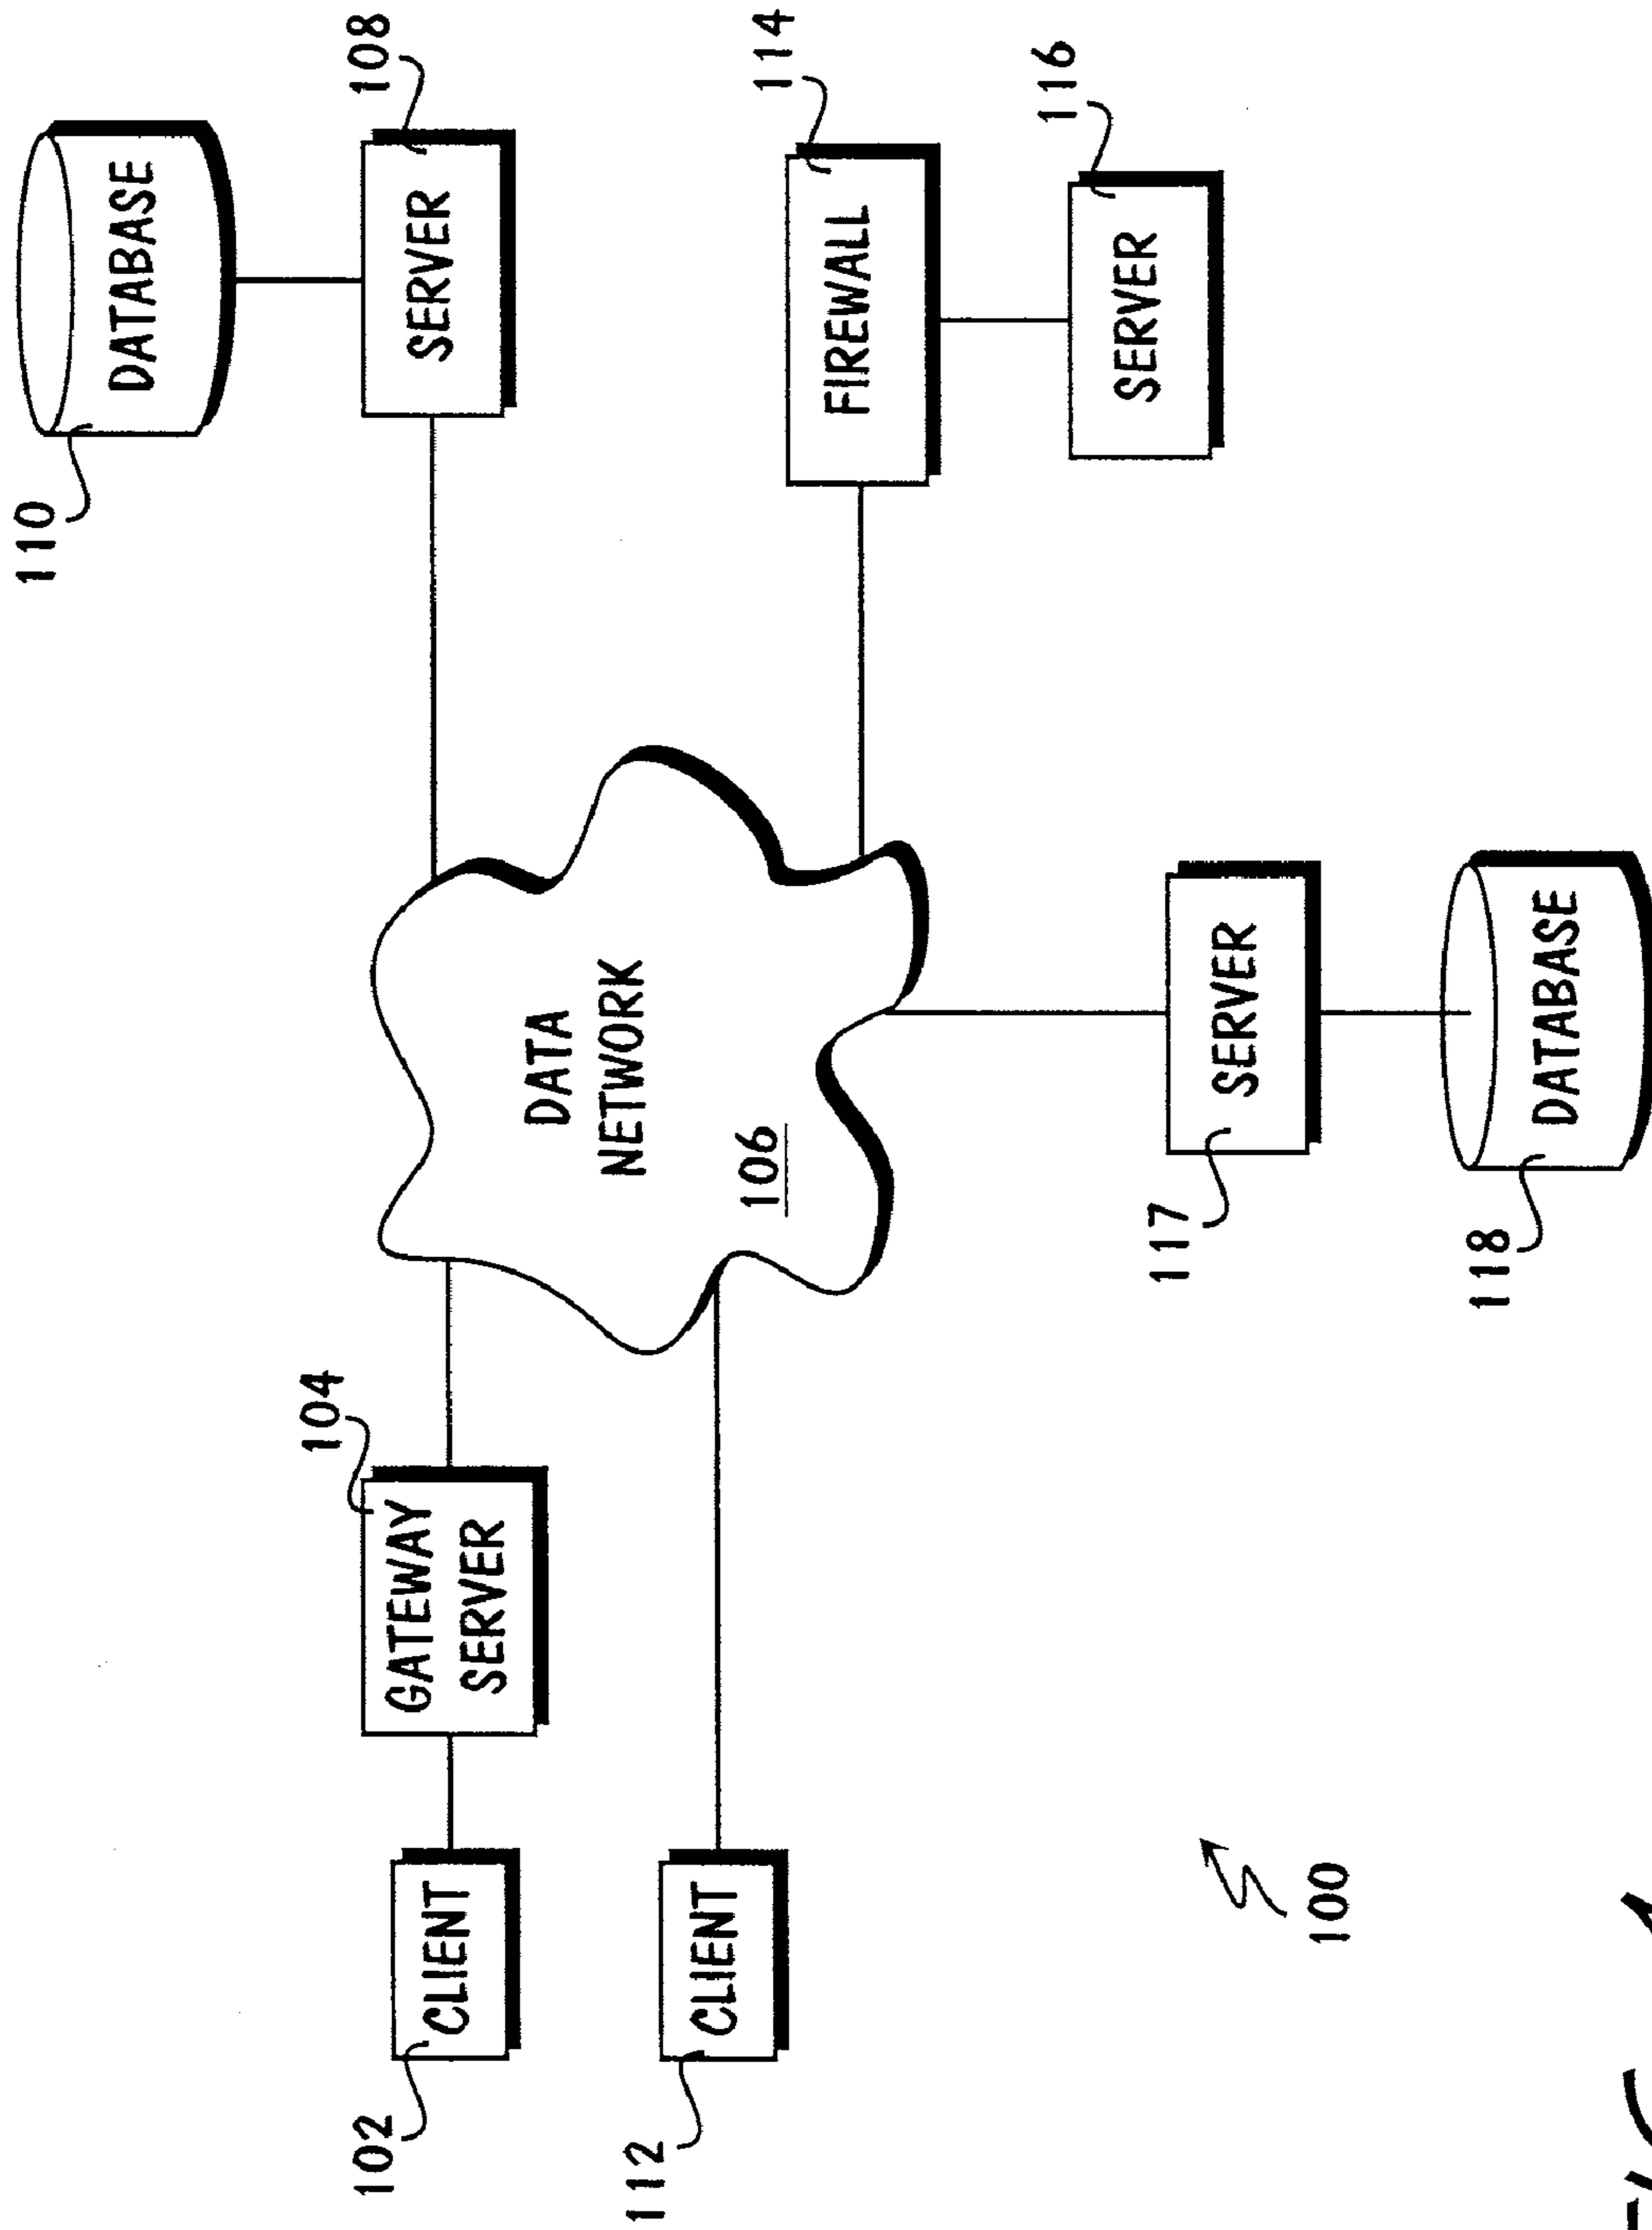 110
DATABASE
108
SERVER
104
GATEWAY
SERVER
102
CLIENT
DATA
NETWORK
106
112
CLIENT
114
FIREWALL
116
SERVER
117
SERVER
118
DATABASE
100